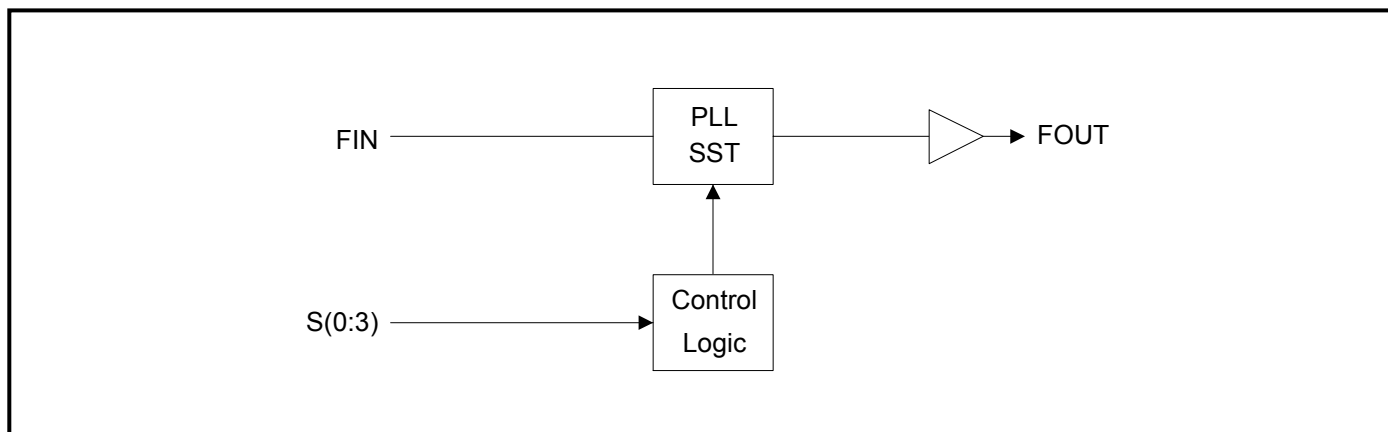 PLL
SST
FIN
FOUT
Control
Logic
S(0:3)